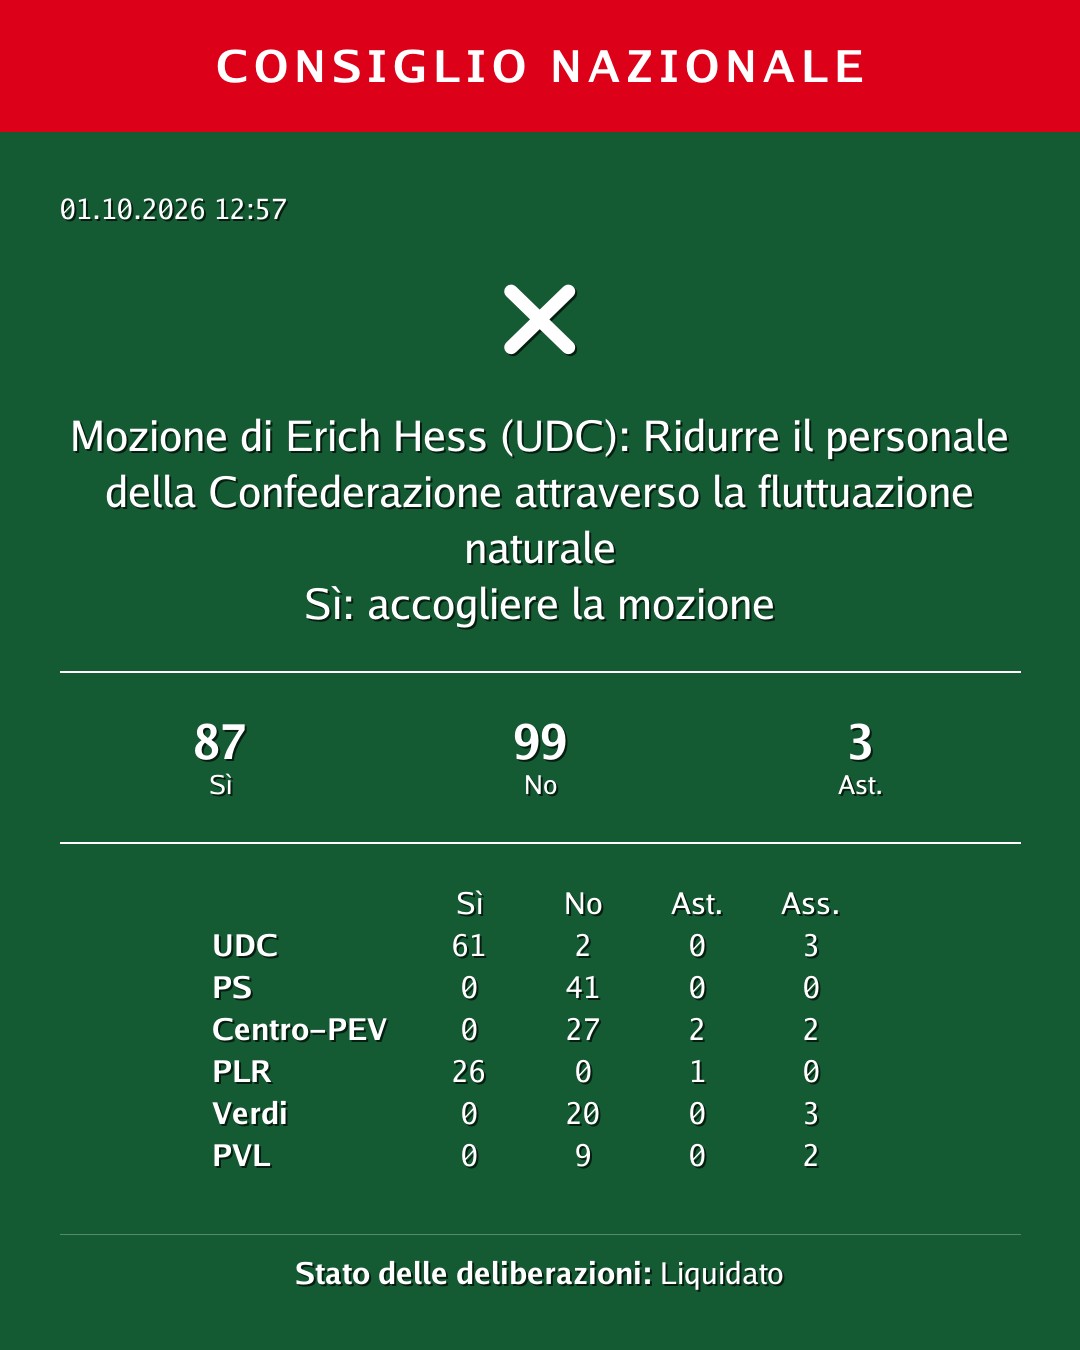 CONSIGLIO NAZIONALE
01.10.2026 12:57
Mozione di Erich Hess (UDC): Ridurre il personale
della Confederazione attraverso la fluttuazione
naturale
Sì: accogliere la mozione
87 99 3
Sì No Ast.
Sì No Ast. Ass.
UDC 61 2 0 3
PS 0 41 0 0
Centro-PEV 0 27 2 2
PLR 26 0 1 0
Verdi 0 20 0 3
PVL 0 9 0 2
Stato delle deliberazioni: Liquidato